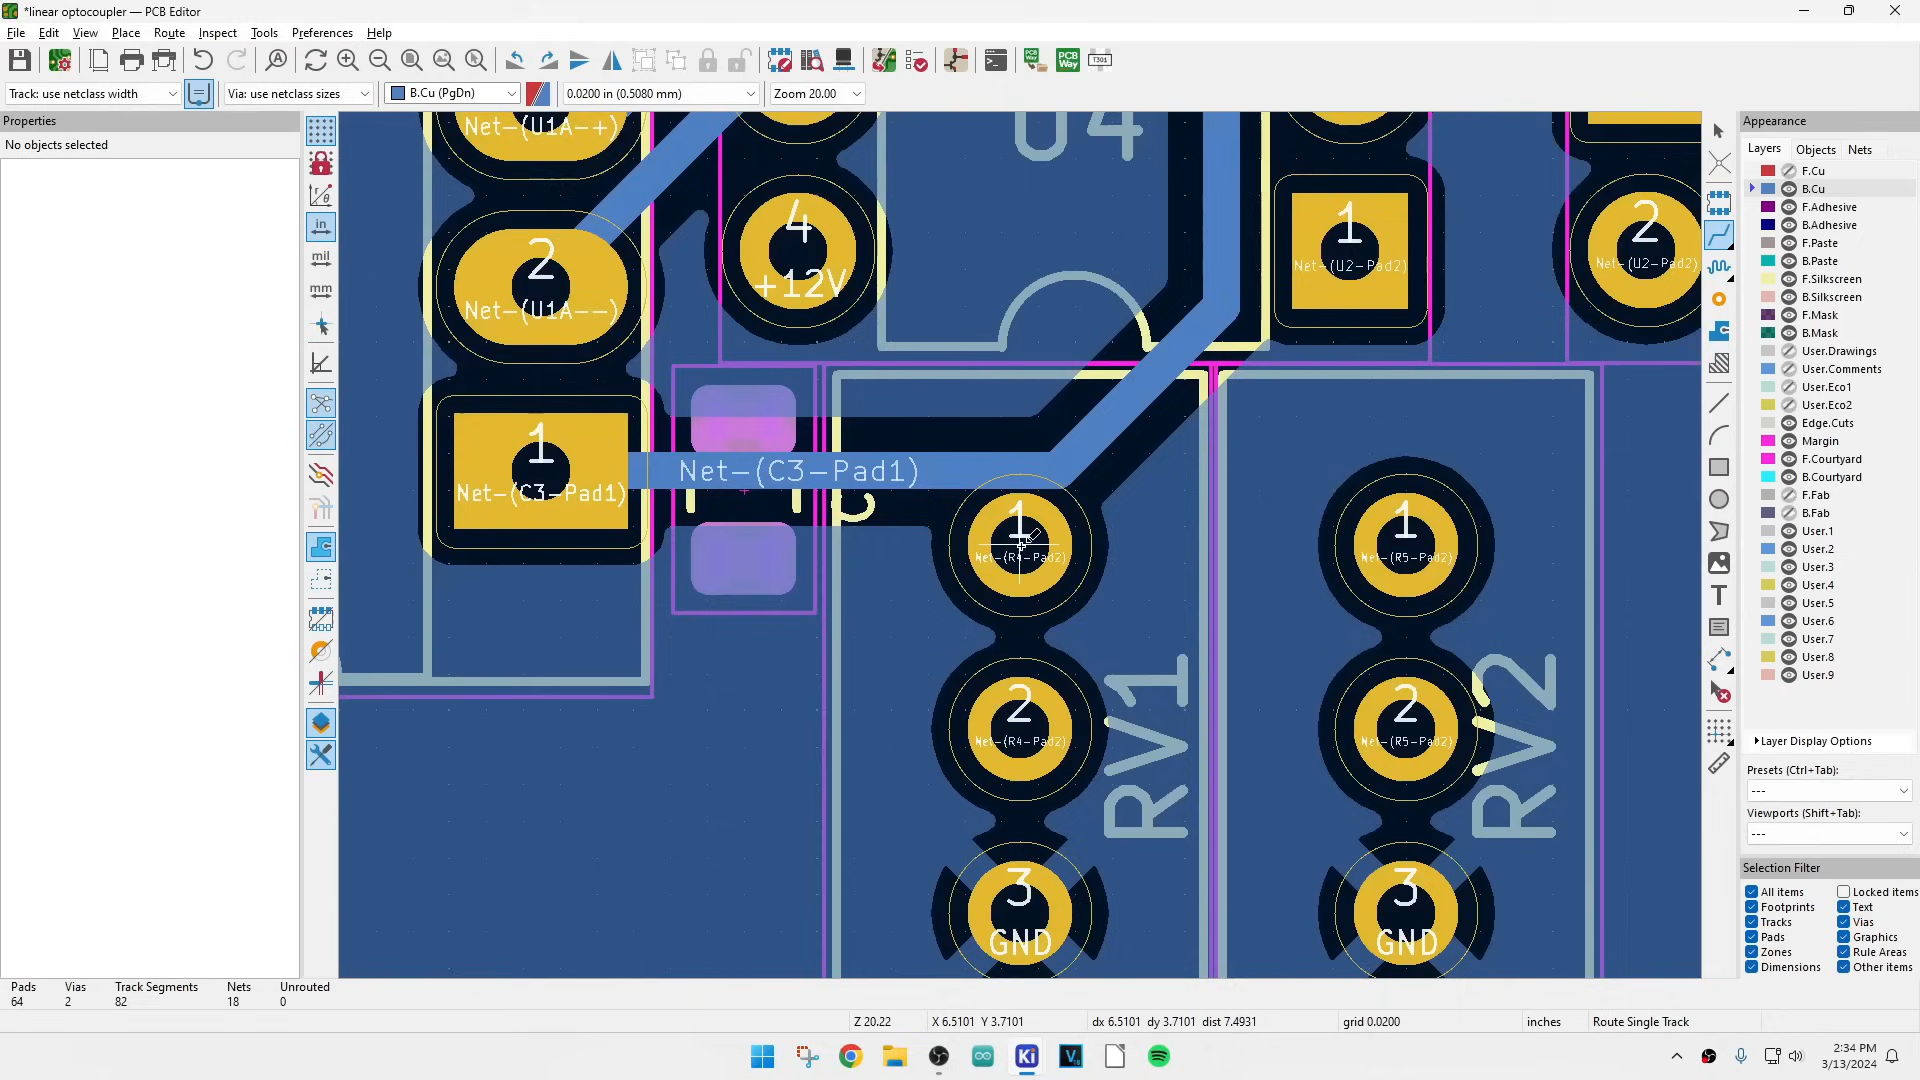 *linear optocoupler — PCB Editor
File Edit View Place Route Inspect Tools Preferences Help
Track: use netclass width
Via: use netclass sizes
B.Cu (PgDn)
0.0200 in (0.5080 mm)
Zoom 20.00
PCB Way
PCB WAY
T301
Properties
No objects selected
in
mil
mm
Net-(U1A-+)
2
Net-(U1A--)
1
Net-(C3-Pad1)
4
+12V
U4
1
Net-(U2-Pad2)
2
Net-(U2-Pad2)
Net-(C3-Pad1)
1
Net-(R4-Pad2)
2
Net-(R4-Pad2)
3
GND
RV1
1
Net-(R5-Pad2)
2
Net-(R5-Pad2)
3
GND
RV2
Appearance
Layers Objects Nets
F.Cu
B.Cu
F.Adhesive
B.Adhesive
F.Paste
B.Paste
F.Silkscreen
B.Silkscreen
F.Mask
B.Mask
User.Drawings
User.Comments
User.Eco1
User.Eco2
Edge.Cuts
Margin
F.Courtyard
B.Courtyard
F.Fab
B.Fab
User.1
User.2
User.3
User.4
User.5
User.6
User.7
User.8
User.9
Layer Display Options
Presets (Ctrl+Tab):
---
Viewports (Shift+Tab):
---
Selection Filter
All items Locked items
Footprints Text
Tracks Vias
Pads Graphics
Zones Rule Areas
Dimensions Other items
Pads Vias Track Segments Nets Unrouted
64 2 82 18 0
Z 20.22 X 6.5101 Y 3.7101 dx 6.5101 dy 3.7101 dist 7.4931 grid 0.0200 inches Route Single Track
Ki
V
2:34 PM
3/13/2024